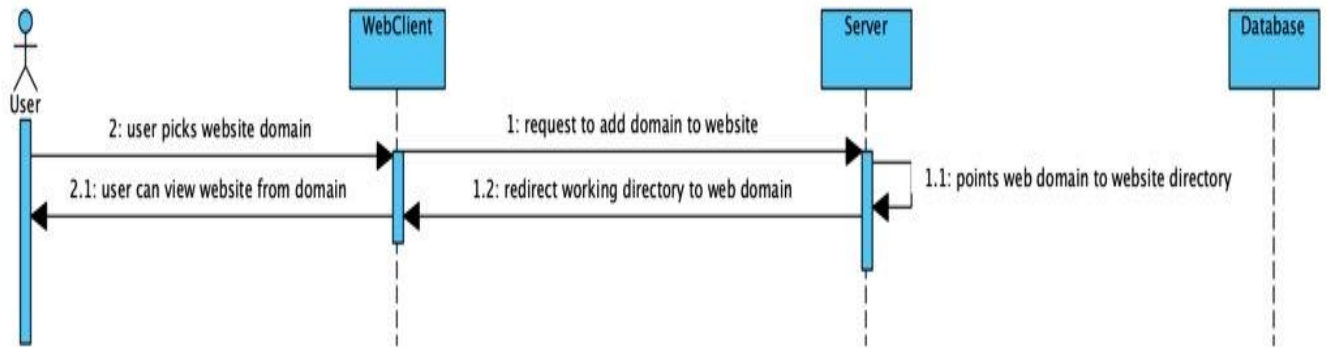 WebClient
Server
Database
User
2: user picks website domain
1: request to add domain to website
2.1: user can view website from domain
1.2: redirect working directory to web domain
1.1: points web domain to website directory